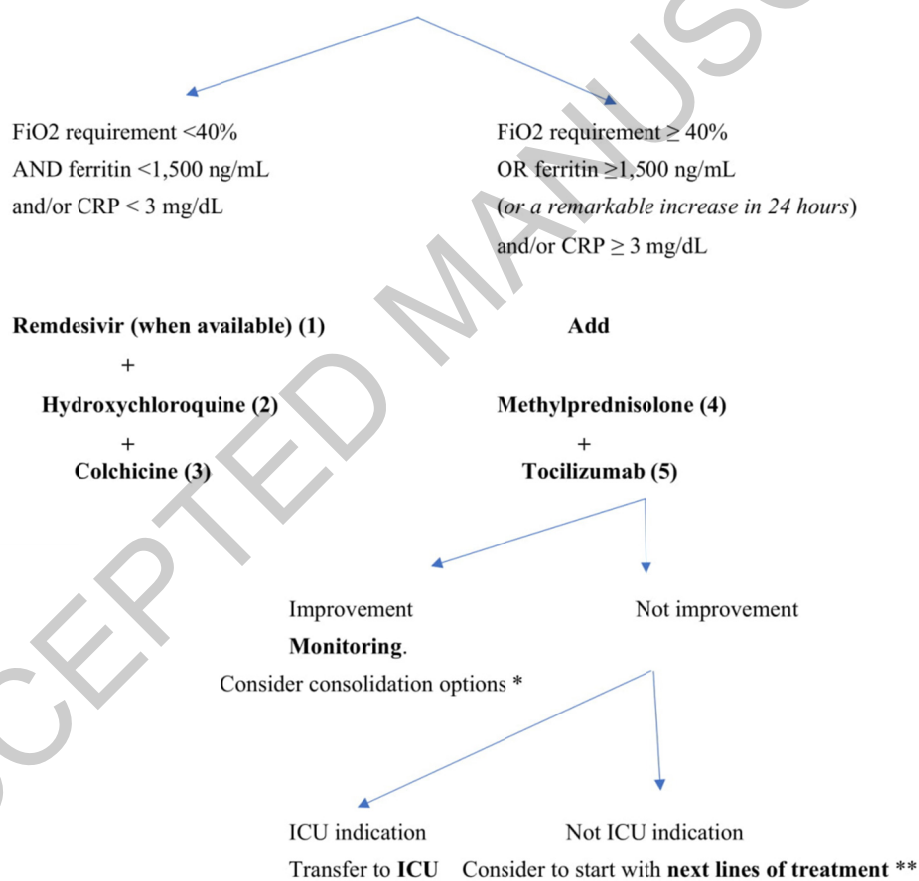 FiO2 requirement <40%
AND ferritin <1,500 ng/mL
and/or CRP < 3 mg/dL
FiO2 requirement ≥ 40%
OR ferritin ≥1,500 ng/mL
(or a remarkable increase in 24 hours)
and/or CRP ≥ 3 mg/dL
Remdesivir (when available) (1)
+
Hydroxychloroquine (2)
+
Colchicine (3)
Add
Methylprednisolone (4)
+
Tocilizumab (5)
Improvement
Monitoring.
Consider consolidation options *
Not improvement
ICU indication
Transfer to ICU
Not ICU indication
Consider to start with next lines of treatment **
CEPTED MANUSC